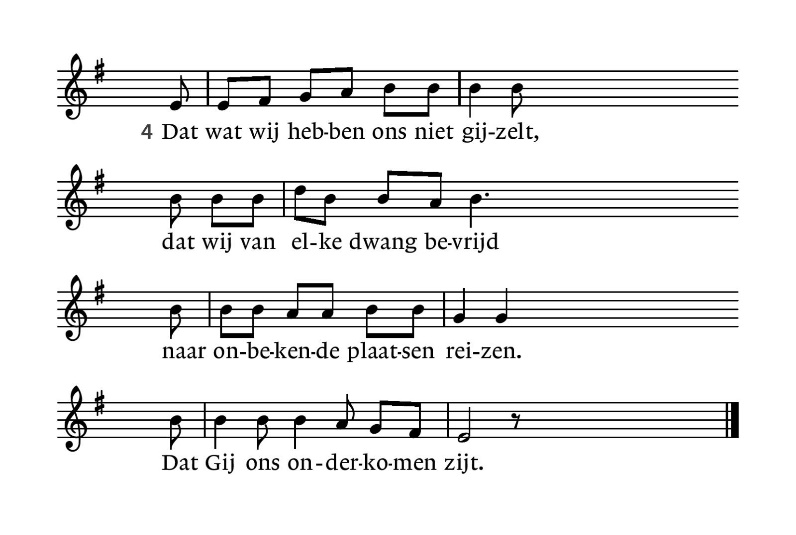 4 Dat wat wij heb-ben ons niet gij-zelt,
dat wij van el-ke dwang be-vrijd
naar on-be-ken-de plaat-sen rei-zen.
Dat Gij ons on-der-ko-men zijt.